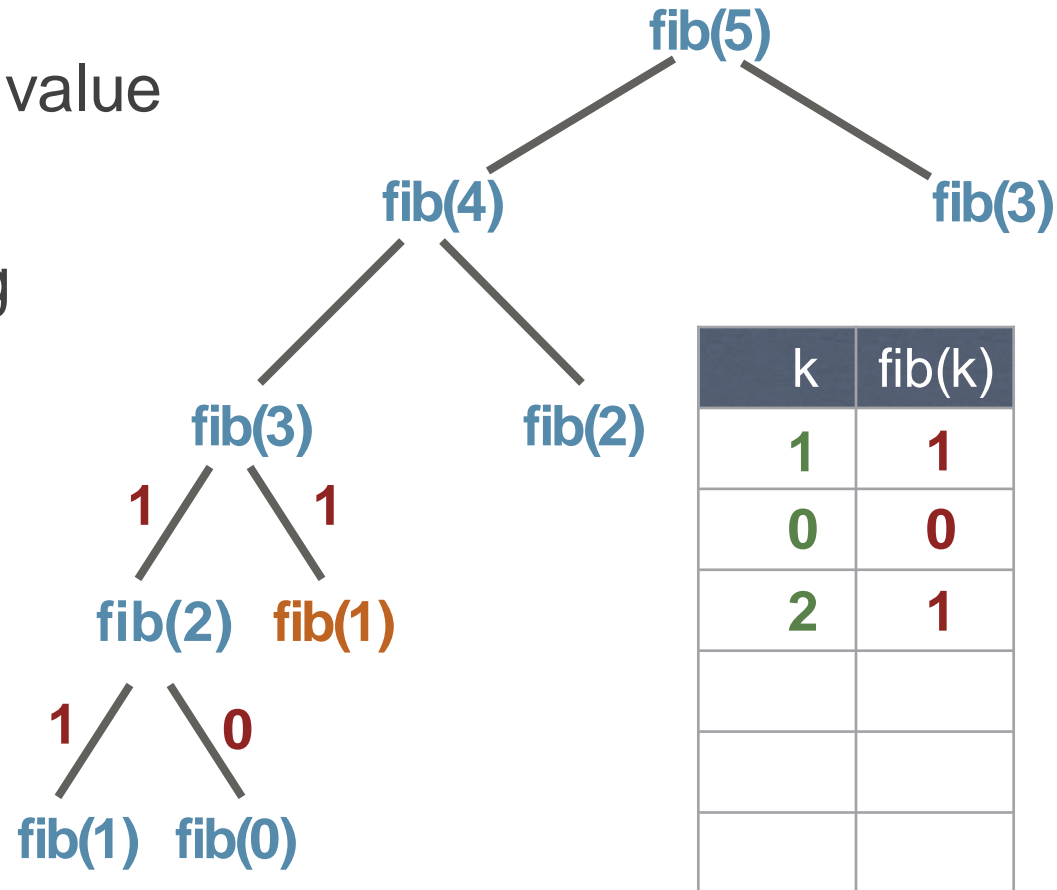 fib(5)
value
fib(4)
fib(3)
g
k fib(k)
fib(3)
fib(2)
1 1
1 1
0 0
fib(2)
fib(1)
2 1
1 0
fib(1) fib(0)